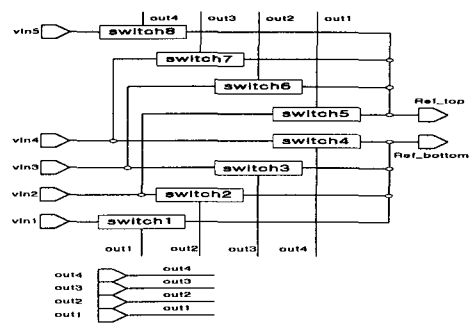 out4 out3 out2 out1
vin5 switch8
switch7
switch6
switch5 Ref_top
vin4 switch4
Ref_bottom
vin3 switch3
vin2 switch2
vin1 switch1
out1 out2 out3 out4
out4 out4
out3 out3
out2 out2
out1 out1